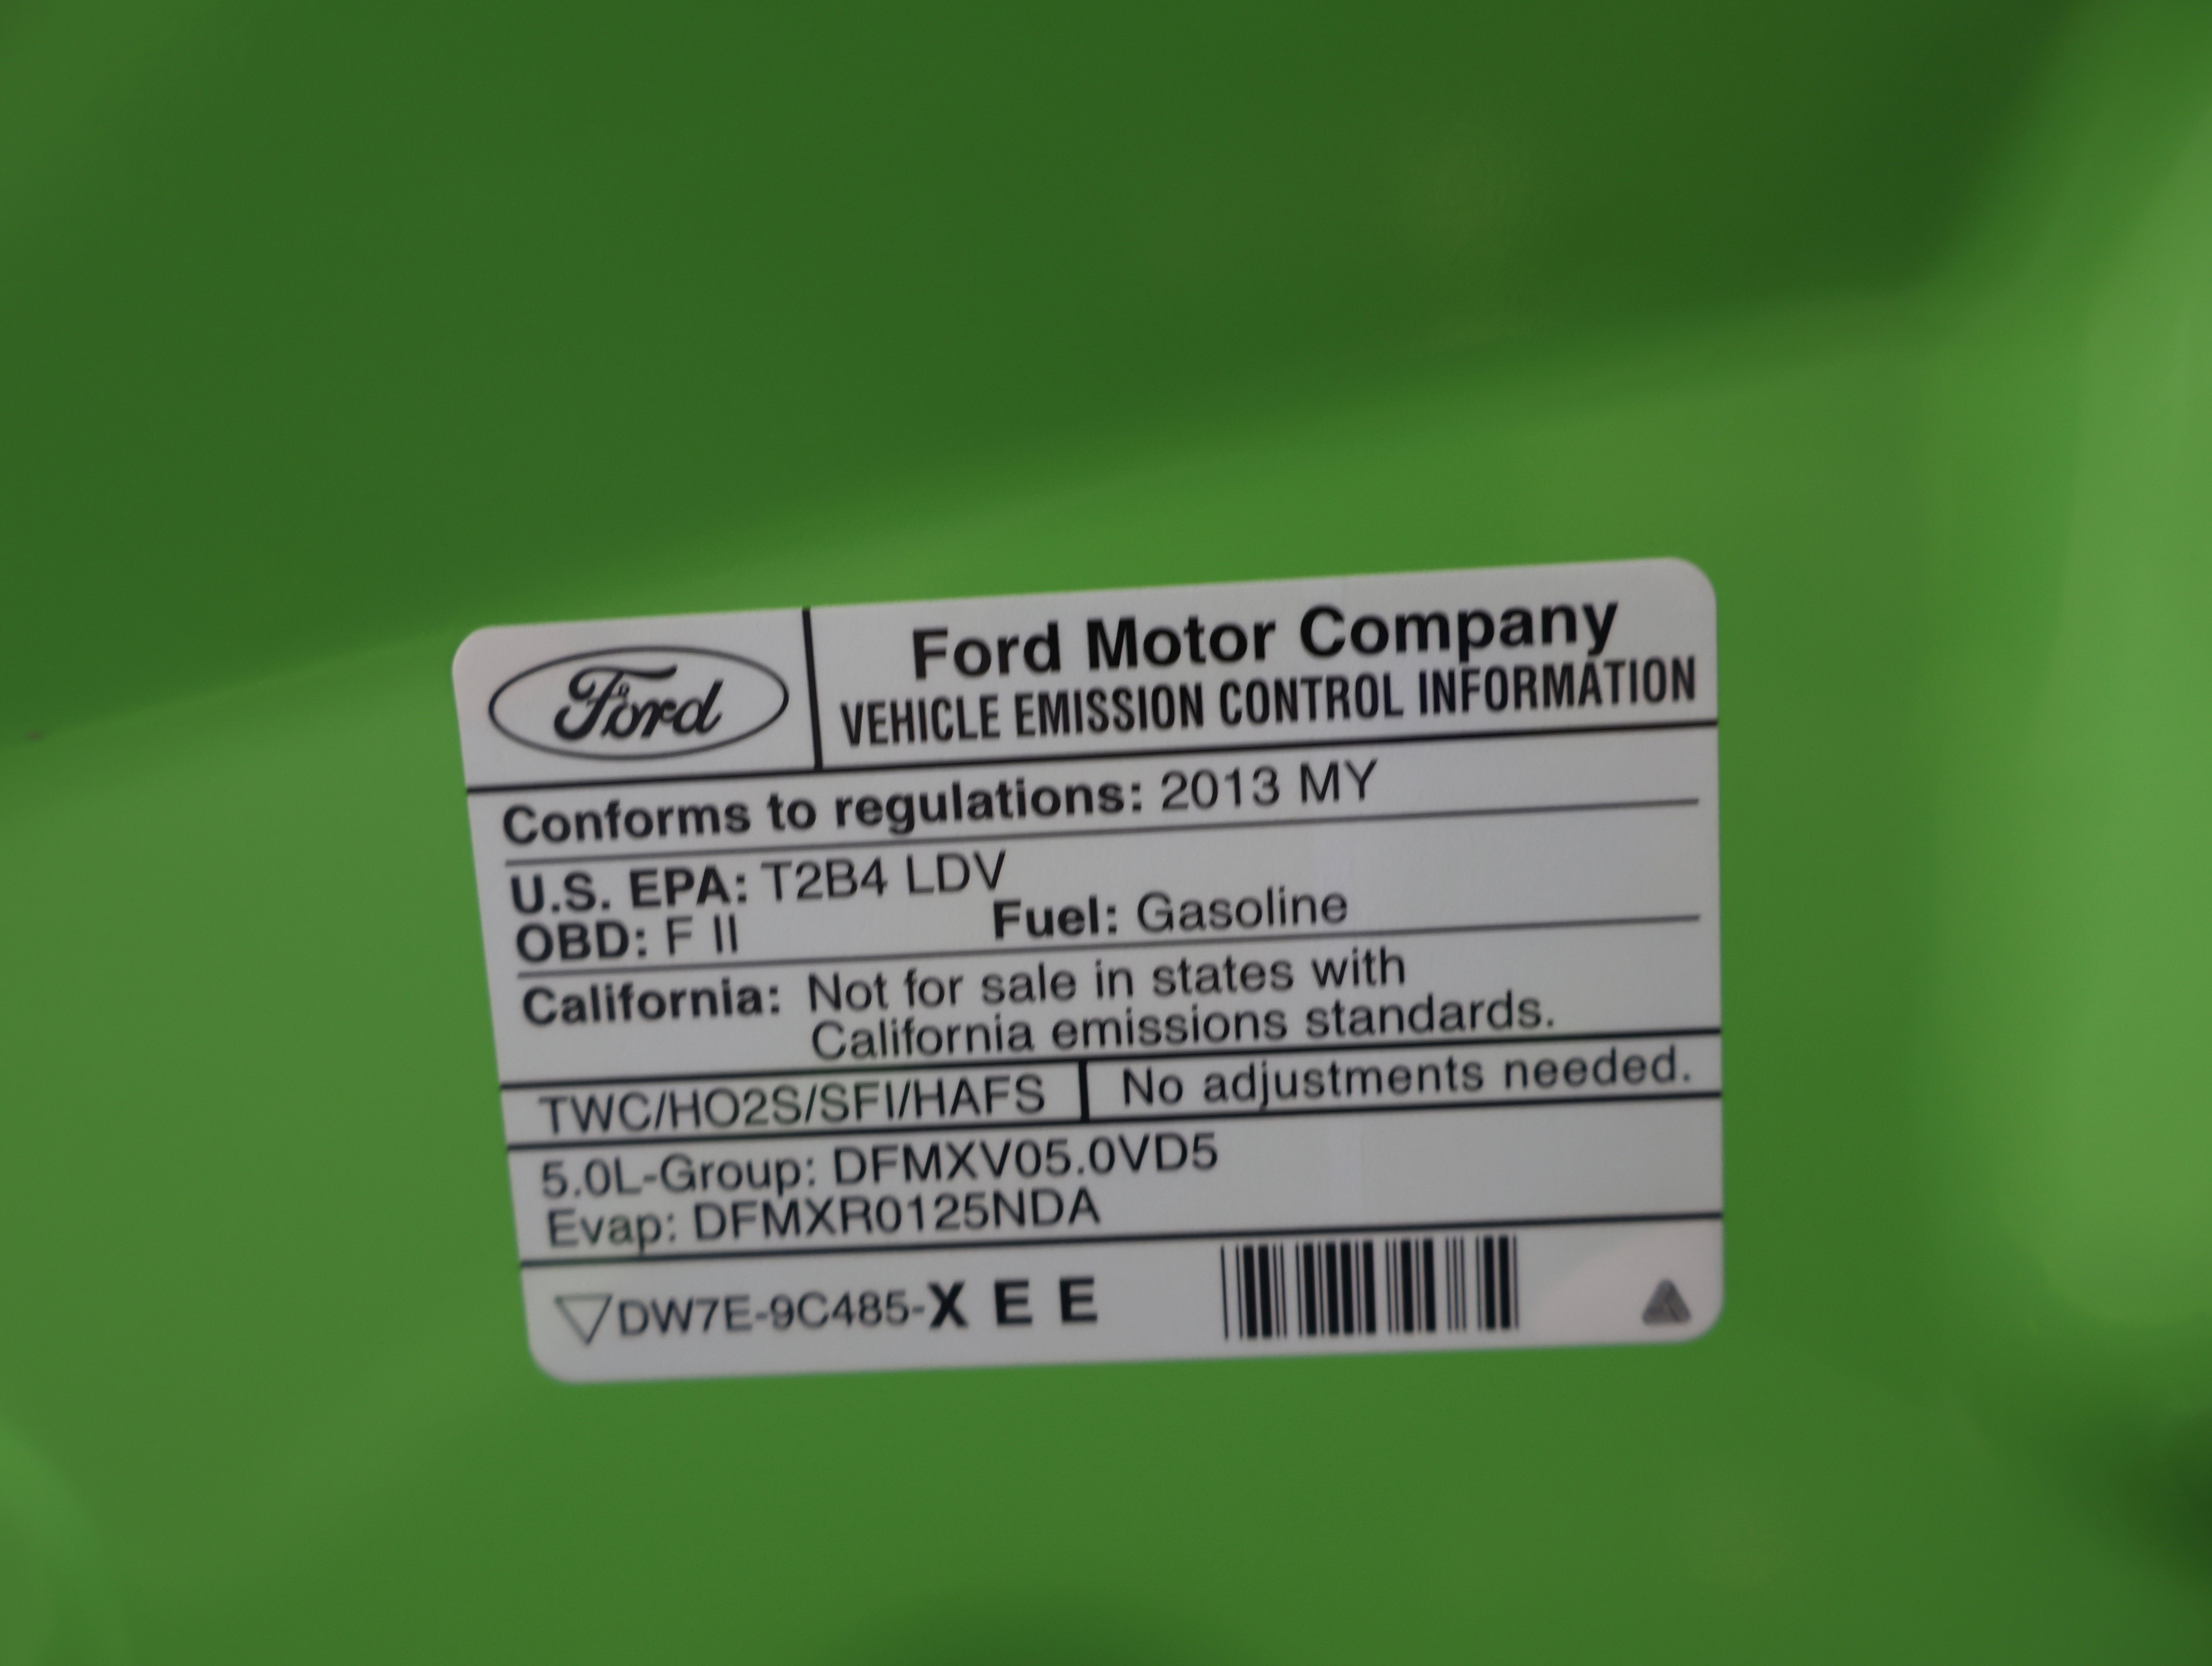 Ford
Ford Motor Company
VEHICLE EMISSION CONTROL INFORMATION
Conforms to regulations: 2013 MY
U.S. EPA: T2B4 LDV
OBD: F II Fuel: Gasoline
California: Not for sale in states with
California emissions standards.
TWC/HO2S/SFI/HAFS No adjustments needed.
5.0L-Group: DFMXV05.0VD5
Evap: DFMXR0125NDA
DW7E-9C485-X E E